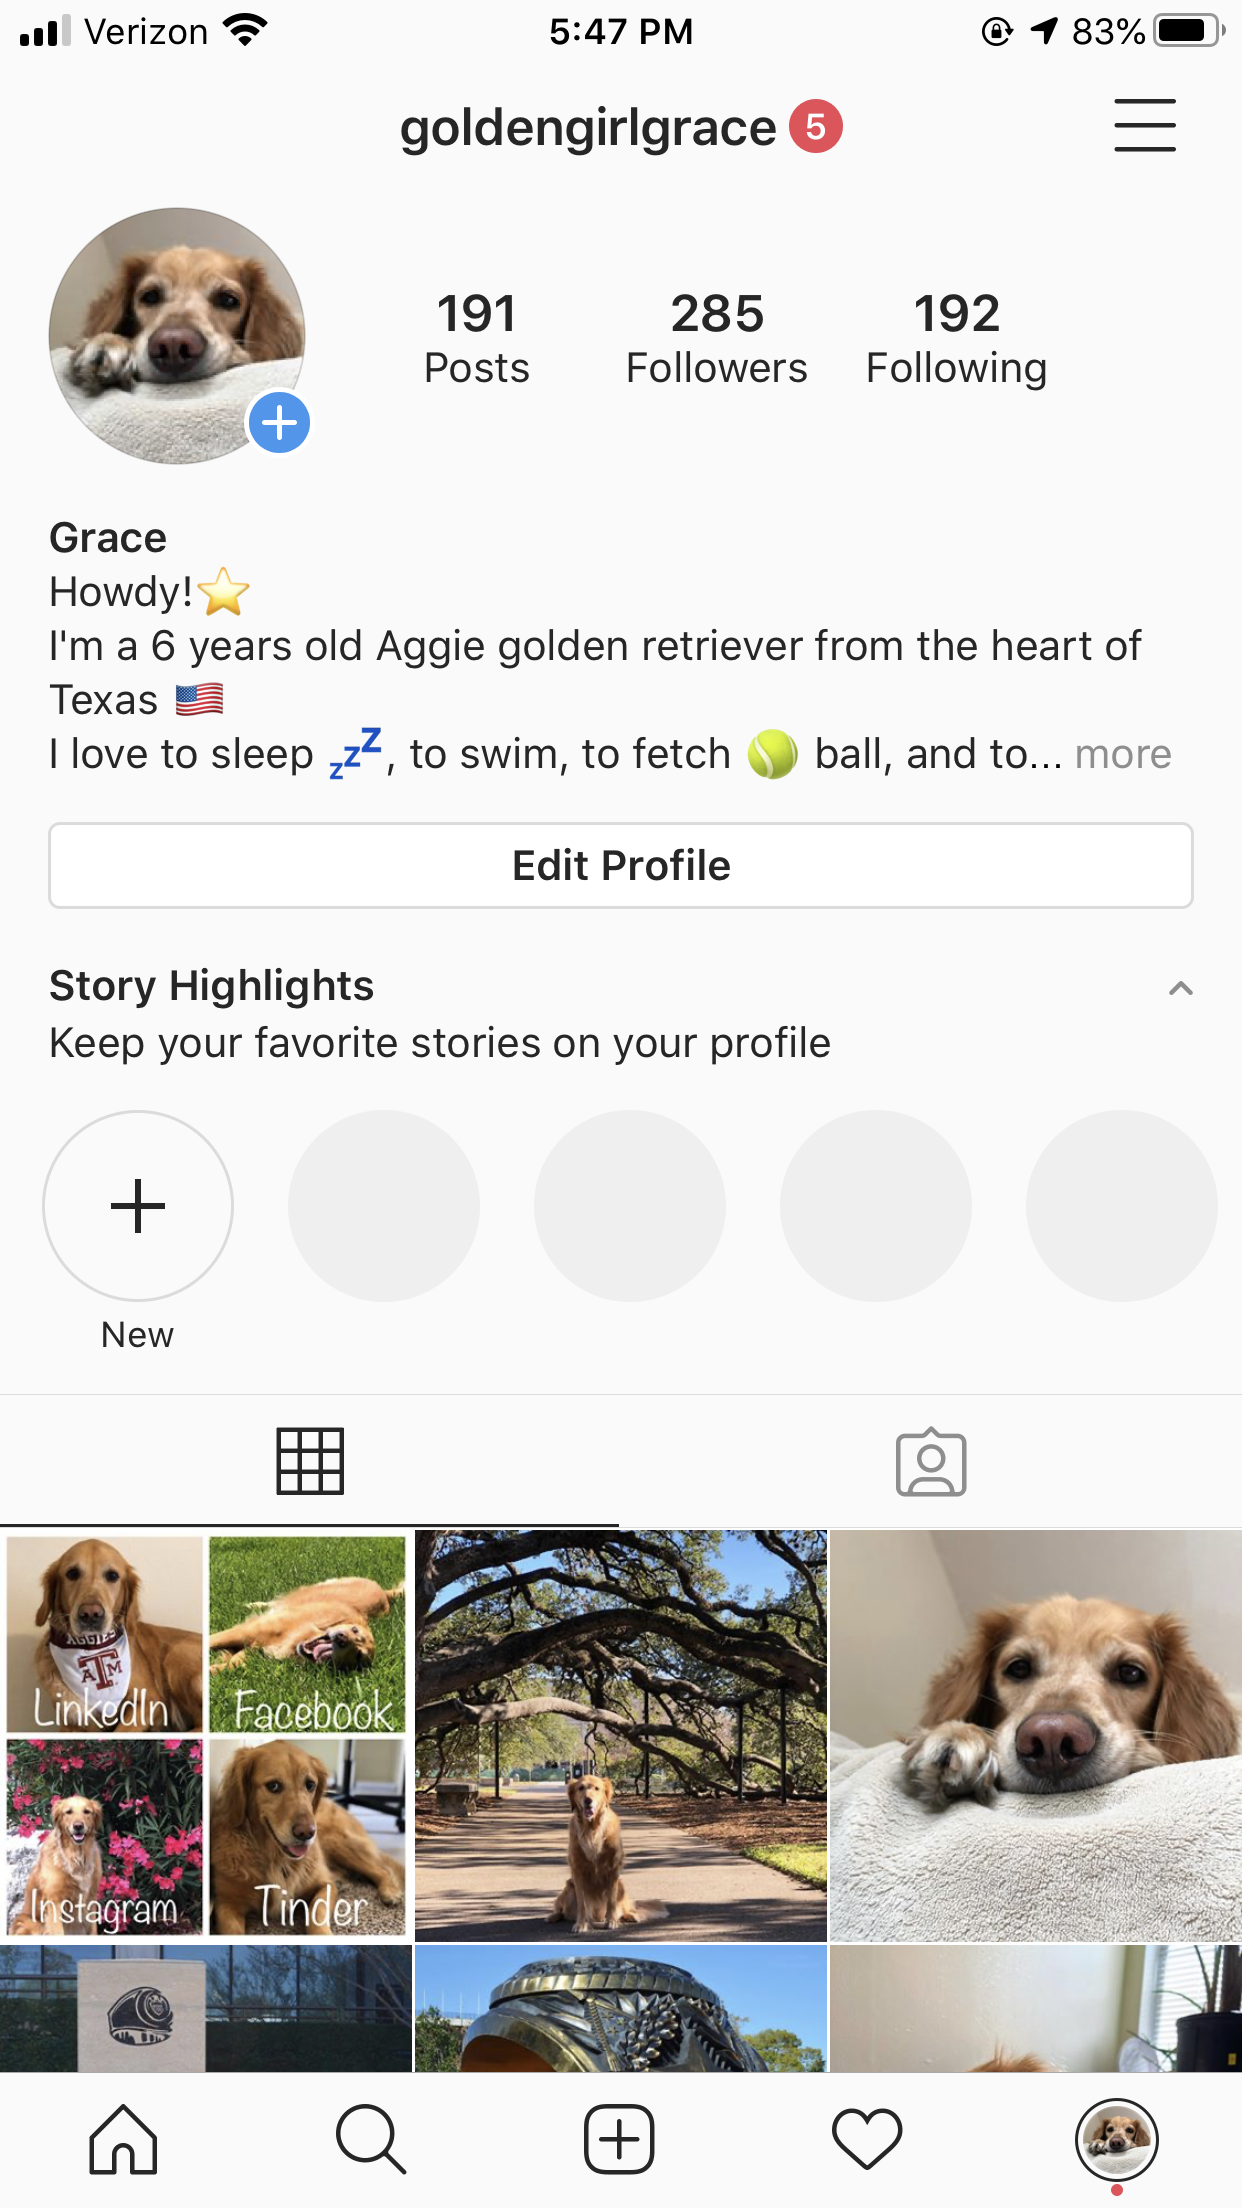 Verizon 5:47 PM 83%
goldengirlgrace 5
191 285 192
Posts Followers Following
Grace
Howdy!⭐
I'm a 6 years old Aggie golden retriever from the heart of
Texas 🇺🇸
I love to sleep 💤, to swim, to fetch 🎾 ball, and to... more
Edit Profile
Story Highlights
Keep your favorite stories on your profile
New
AGGIES
ATM
LinkedIn Facebook
Instagram Tinder